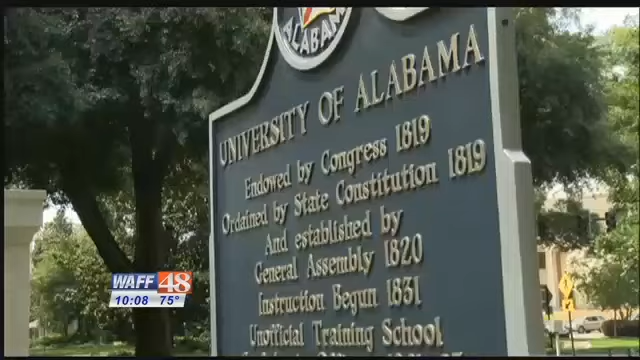 ALABAMA
UNIVERSITY OF ALABAMA
Endowed by Congress 1819
Ordained by State Constitution 1819
And established by
General Assembly 1820
Instruction Begun 1831
Unofficial Training School
WAFF 48
10:08 75°